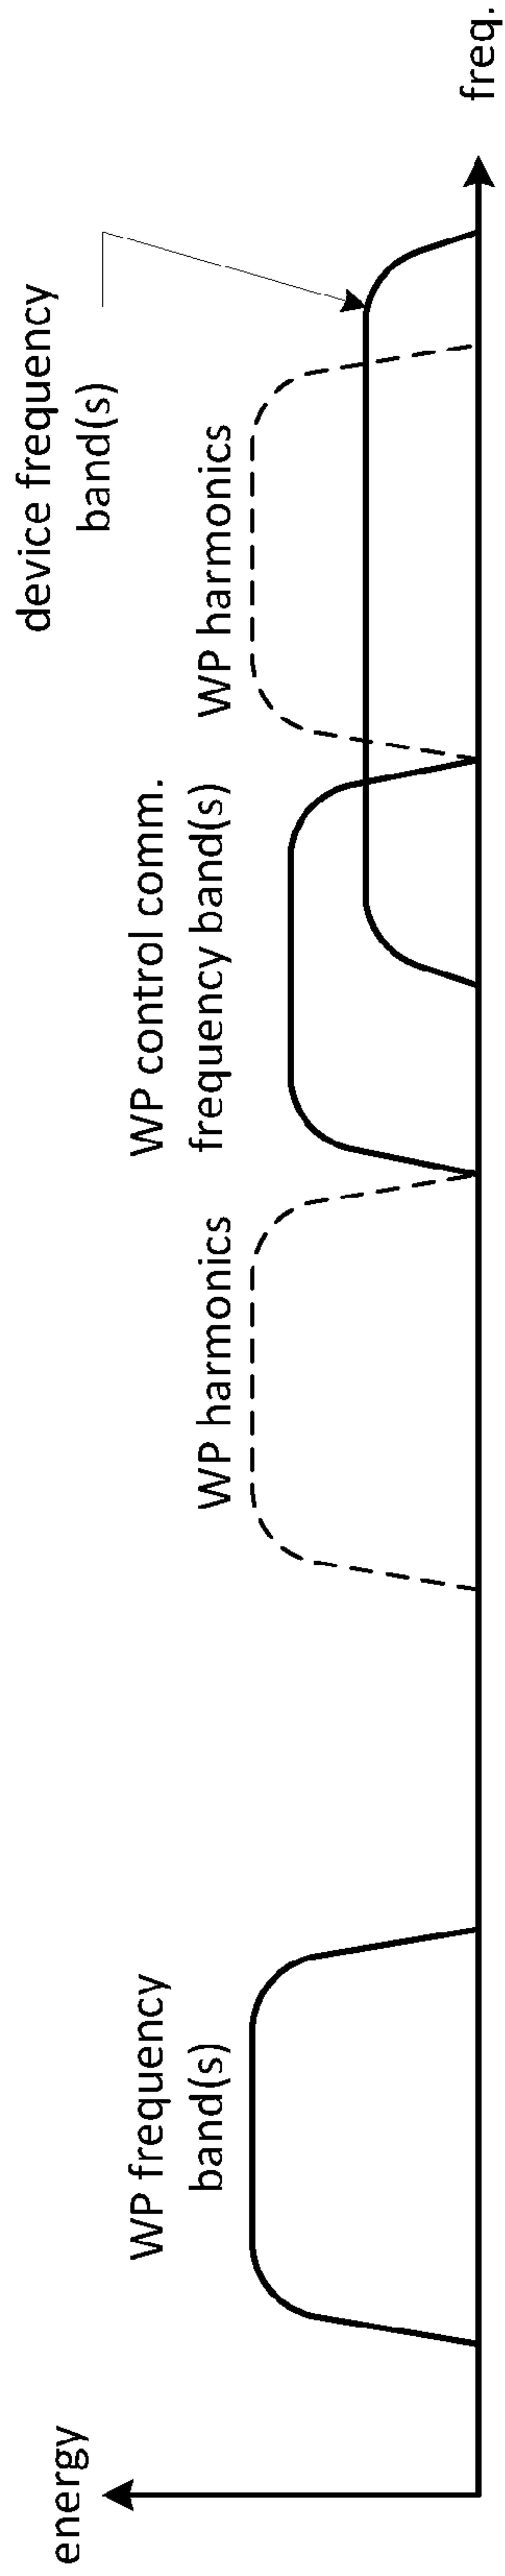 energy
WP frequency
band(s)
WP harmonics
WP control comm.
frequency band(s)
WP harmonics
device frequency
band(s)
freq.